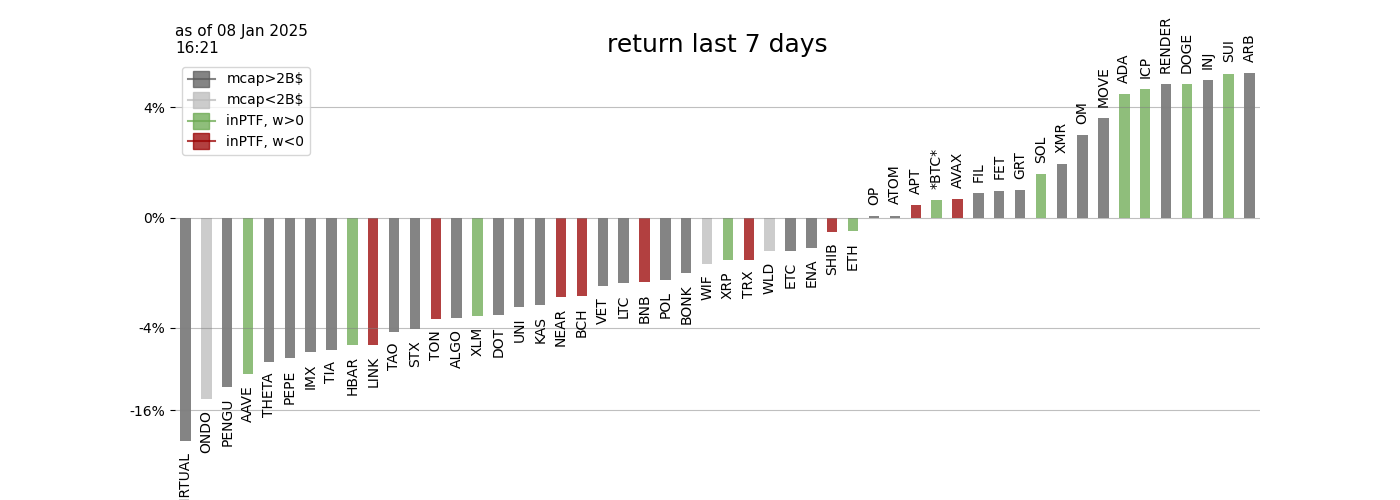 as of 08 Jan 2025
16:21
return last 7 days
mcap>2B$
mcap<2B$
inPTF, w>0
inPTF, w<0
4%
0%
-4%
-16%
RTUAL
ONDO
PENGU
AAVE
THETA
PEPE
IMX
TIA
HBAR
LINK
TAO
STX
TON
ALGO
XLM
DOT
UNI
KAS
NEAR
BCH
VET
LTC
BNB
POL
BONK
WIF
XRP
TRX
WLD
ETC
ENA
SHIB
ETH
OP
ATOM
APT
*BTC*
AVAX
FIL
FET
GRT
SOL
XMR
OM
MOVE
ADA
ICP
RENDER
DOGE
INJ
SUI
ARB